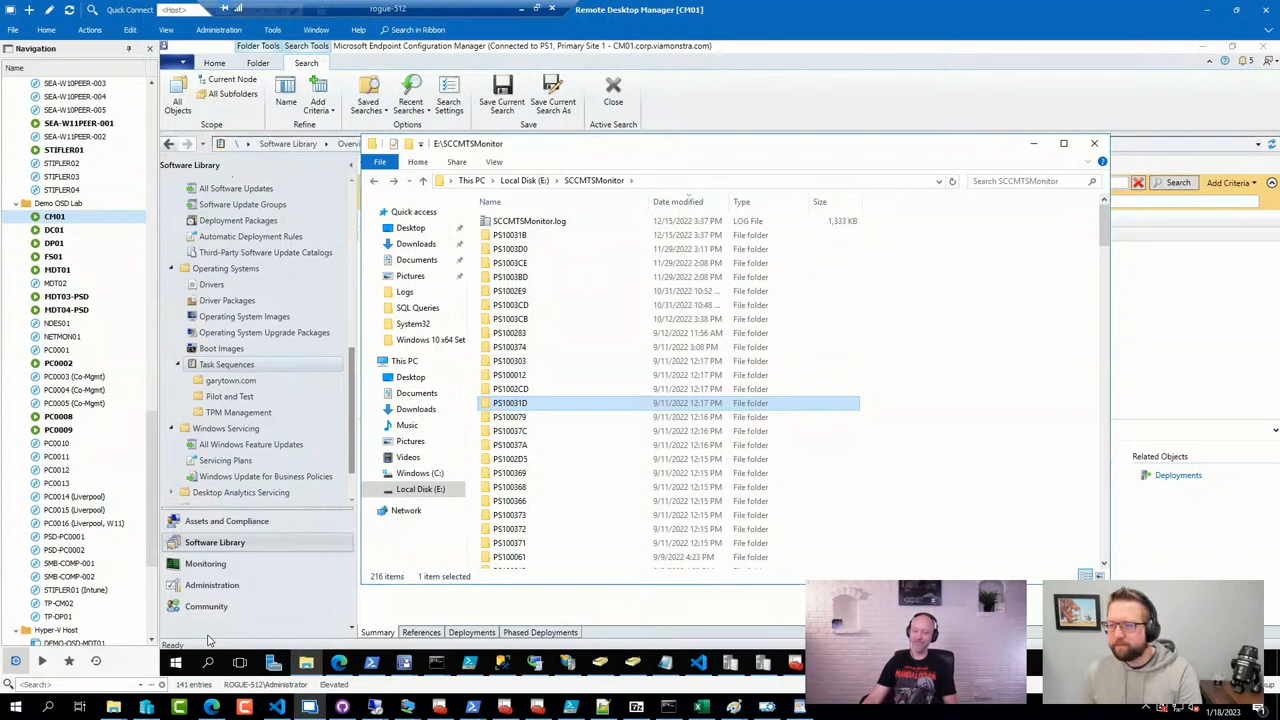 Quick Connect
<Host>
rogue-512
Remote Desktop Manager [CM01]
File
Home
Actions
Edit
View
Administration
Tools
Window
Help
Search in Ribbon
Navigation
Folder Tools
Search Tools
Microsoft Endpoint Configuration Manager (Connected to PS1, Primary Site 1 - CM01.corp.viamonstra.com)
Name
Home
Folder
Search
5
SEA-W10PEER-003
SEA-W10PEER-004
SEA-W10PEER-005
SEA-W11PEER-001
SEA-W11PEER-002
STIFLER01
STIFLER02
STIFLER03
STIFLER04
Demo OSD Lab
CM01
DC01
DP01
FS01
MDT01
MDT02
MDT03-PSD
MDT04-PSD
NDES01
NETMON01
PC0001
PC0002
PC0003 (Co-Mgmt)
PC0004 (Co-Mgmt)
PC0005 (Co-Mgmt)
PC0008
PC0009
PC0010
PC0011
PC0012
PC0013
PC0014 (Liverpool)
PC0015 (Liverpool)
PC0016 (Liverpool, W11)
PSD-PC0001
PSD-PC0002
SMB-COMP-001
SMB-COMP-002
STIFLER01 (Intune)
TP-CM02
TP-DP01
Hyper-V Host
DEMO-OSD-MDT01
<Search>
All Objects
Current Node
All Subfolders
Scope
Name
Add Criteria
Refine
Saved Searches
Recent Searches
Search Settings
Options
Save Current Search
Save Current Search As
Save
Close
Active Search
\
Software Library
Overvi
Search
Add Criteria
Software Library
All Software Updates
Software Update Groups
Deployment Packages
Automatic Deployment Rules
Third-Party Software Update Catalogs
Operating Systems
Drivers
Driver Packages
Operating System Images
Operating System Upgrade Packages
Boot Images
Task Sequences
garytown.com
Pilot and Test
TPM Management
Windows Servicing
All Windows Feature Updates
Servicing Plans
Windows Update for Business Policies
Desktop Analytics Servicing
Assets and Compliance
Software Library
Monitoring
Administration
Community
Ready
E:\SCCMTSMonitor
File
Home
Share
View
This PC
Local Disk (E:)
SCCMTSMonitor
Search SCCMTSMonitor
Quick access
Desktop
Downloads
Documents
Pictures
Logs
SQL Queries
System32
Windows 10 x64 Set
This PC
Desktop
Documents
Downloads
Music
Pictures
Videos
Windows (C:)
Local Disk (E:)
Network
Name Date modified Type Size
SCCMTSMonitor.log 12/15/2022 3:37 PM LOG File 1,333 KB
PS10031B 12/15/2022 3:37 PM File folder
PS1003D0 11/29/2022 3:11 PM File folder
PS1003CE 11/29/2022 2:08 PM File folder
PS1003BD 11/29/2022 2:08 PM File folder
PS1002E9 10/31/2022 10:52 ... File folder
PS1003CD 10/31/2022 10:48 ... File folder
PS1003CB 10/12/2022 3:38 PM File folder
PS100283 9/12/2022 11:56 AM File folder
PS100374 9/11/2022 3:08 PM File folder
PS100303 9/11/2022 12:17 PM File folder
PS100012 9/11/2022 12:17 PM File folder
PS1002CD 9/11/2022 12:17 PM File folder
PS10031D 9/11/2022 12:17 PM File folder
PS100079 9/11/2022 12:16 PM File folder
PS10037C 9/11/2022 12:16 PM File folder
PS10037A 9/11/2022 12:16 PM File folder
PS1002D5 9/11/2022 12:15 PM File folder
PS100369 9/11/2022 12:15 PM File folder
PS100368 9/11/2022 12:15 PM File folder
PS100366 9/11/2022 12:15 PM File folder
PS100373 9/11/2022 12:15 PM File folder
PS100372 9/11/2022 12:15 PM File folder
PS100371 9/11/2022 12:15 PM File folder
PS100061 9/9/2022 4:23 PM File folder
216 items 1 item selected
Related Objects
Deployments
Summary
References
Deployments
Phased Deployments
141 entries
ROGUE-512\Administrator
Elevated
1/18/2023